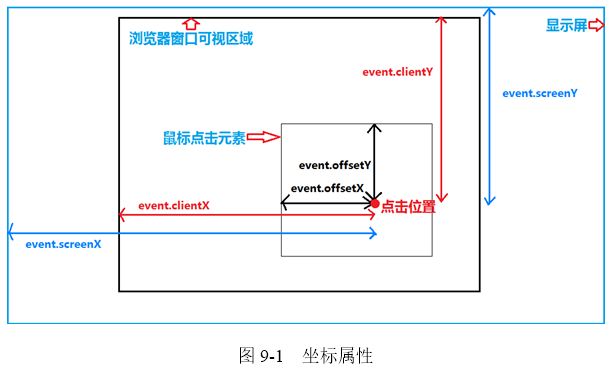 浏览器窗口可视区域
显示屏
event.clientY
event.screenY
鼠标点击元素
event.offsetY
event.offsetX
event.clientX
点击位置
event.screenX
图 9-1 坐标属性